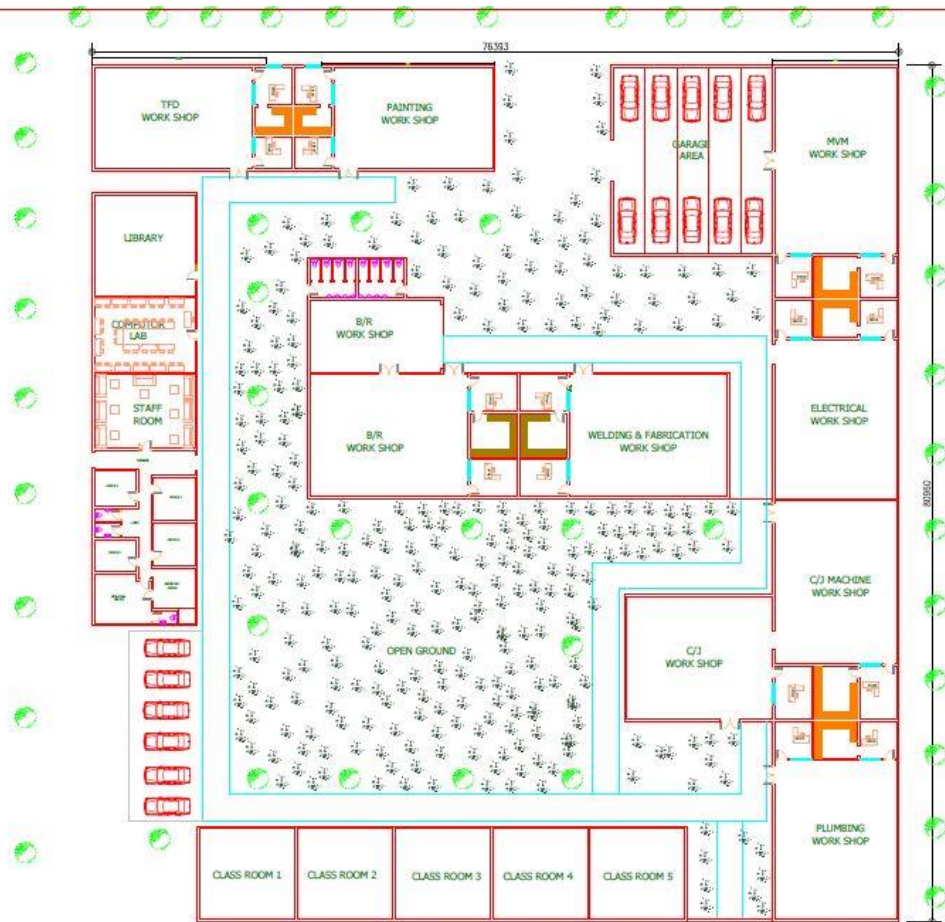 76393
TFD
WORK SHOP
PAINTING
WORK SHOP
GARAGE
AREA
MVM
WORK SHOP
LIBRARY
COMPUTOR
LAB
STAFF
ROOM
B/R
WORK SHOP
B/R
WORK SHOP
WELDING & FABRICATION
WORK SHOP
ELECTRICAL
WORK SHOP
80960
C/J MACHINE
WORK SHOP
C/J
WORK SHOP
OPEN GROUND
PLUMBING
WORK SHOP
CLASS ROOM 1
CLASS ROOM 2
CLASS ROOM 3
CLASS ROOM 4
CLASS ROOM 5